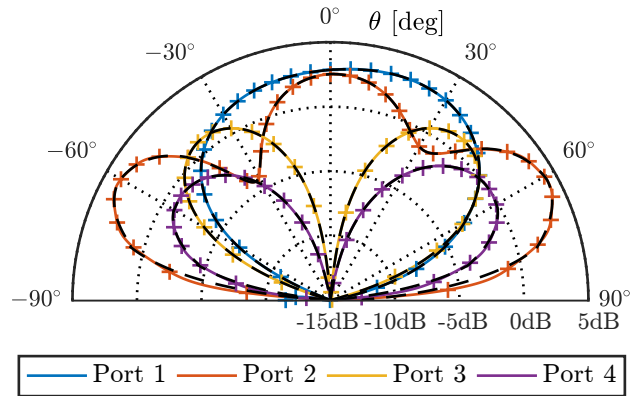 0° θ [deg]
−30° 30°
−60° 60°
−90° 90°
-15dB -10dB -5dB 0dB 5dB
Port 1 Port 2 Port 3 Port 4